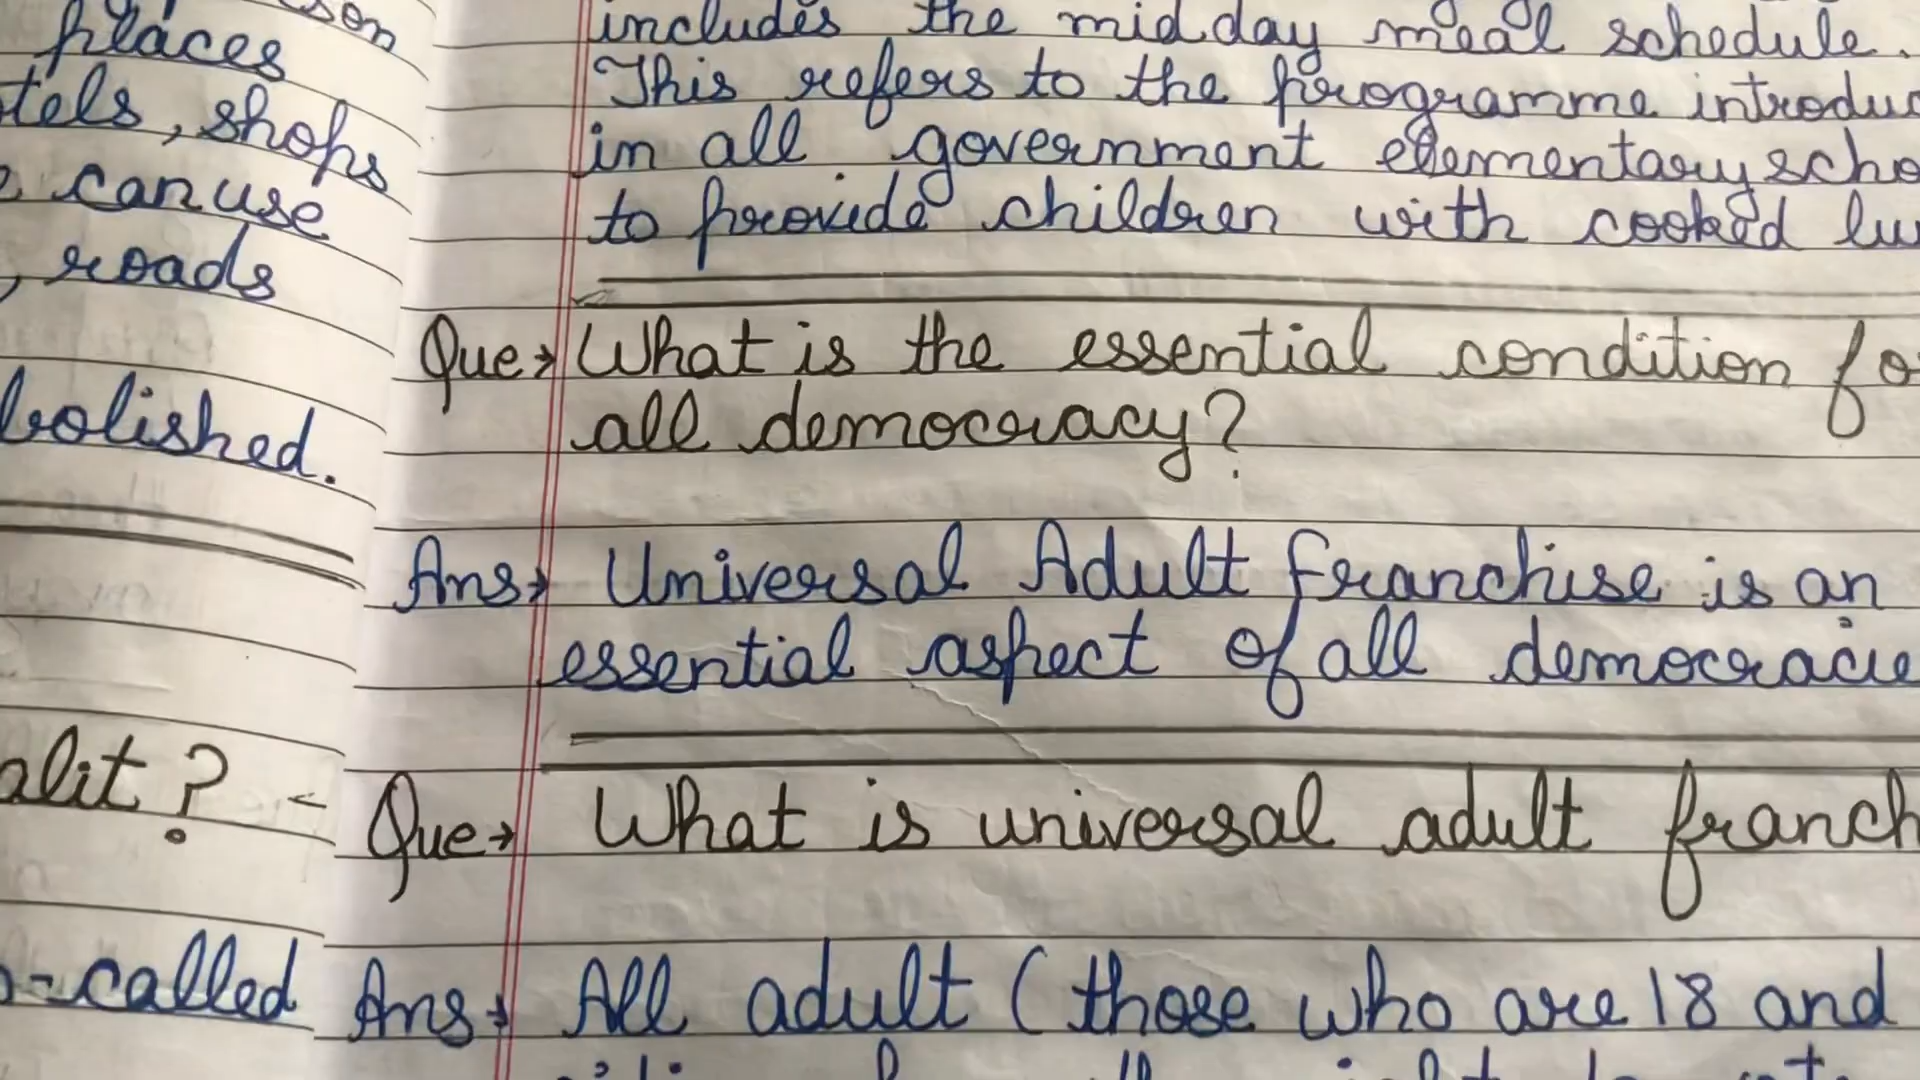 places
tels, shops
can use
, roads
bolished.
alit?
-called
includes the midday meal schedule.
This refers to the programme introduc
in all government elementary scho
to provide children with cooked lu
Que→ What is the essential condition fo
all democracy?
Ans→ Universal Adult Franchise is an
essential aspect of all democracie
Que→ What is universal adult franch
Ans→ All adult (those who are 18 and